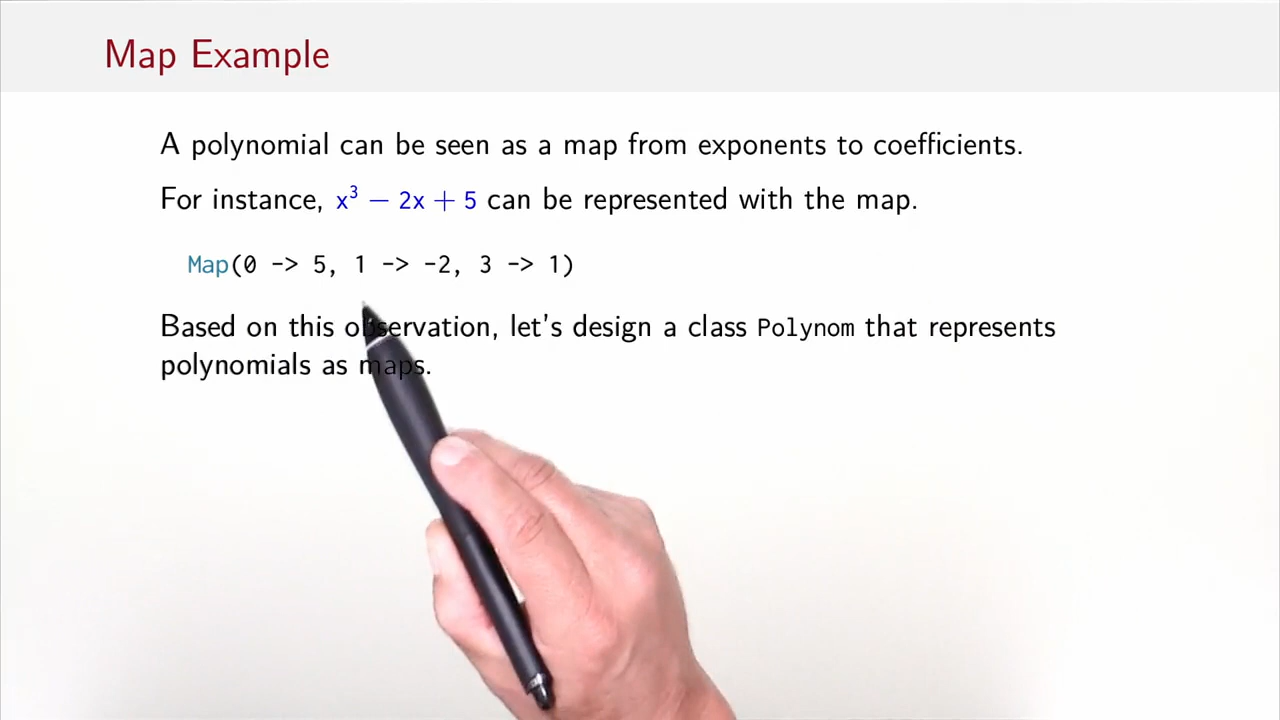 Map Example
A polynomial can be seen as a map from exponents to coefficients.
For instance, x³ − 2x + 5 can be represented with the map.
Map(0 -> 5, 1 -> -2, 3 -> 1)
Based on this observation, let's design a class Polynom that represents
polynomials as maps.